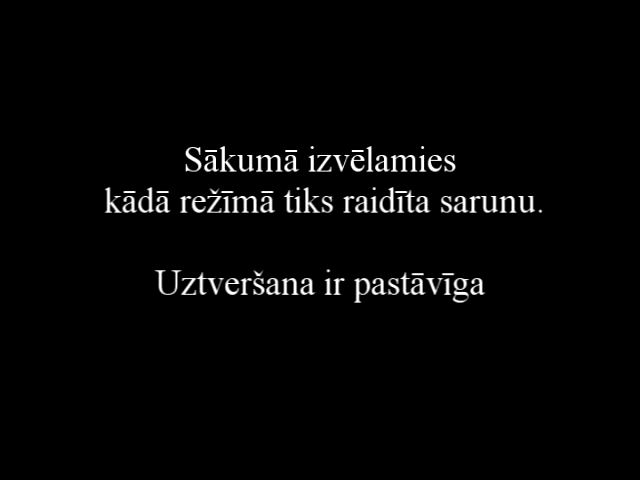 Sākumā izvēlamies
kādā režīmā tiks raidīta sarunu.
Uztveršana ir pastāvīga